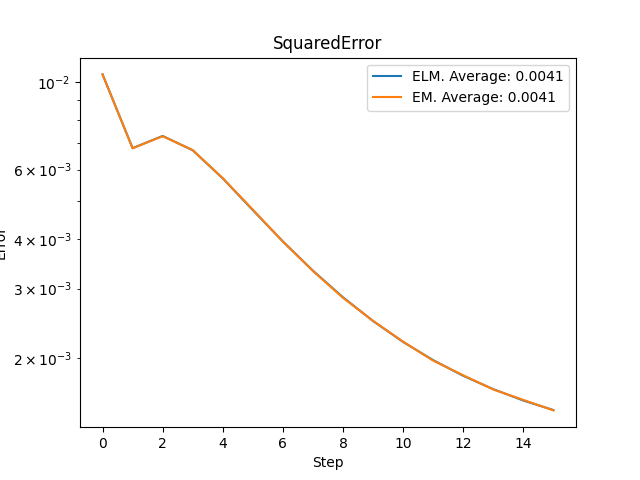 SquaredError
ELM. Average: 0.0041
EM. Average: 0.0041
10⁻²
6 × 10⁻³
4 × 10⁻³
3 × 10⁻³
2 × 10⁻³
Error
0 2 4 6 8 10 12 14
Step